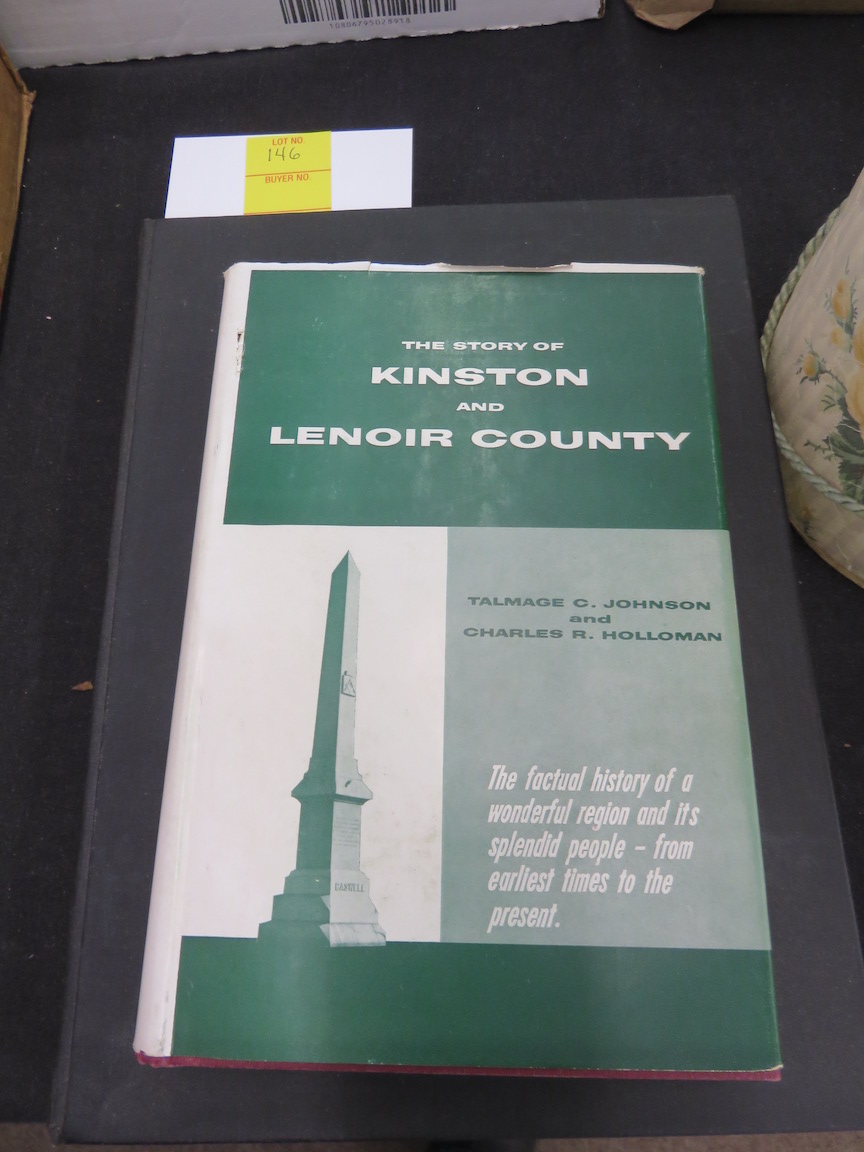 10806795028918
LOT NO.
146
BUYER NO.
THE STORY OF
KINSTON
AND
LENOIR COUNTY
TALMAGE C. JOHNSON
and
CHARLES R. HOLLOMAN
The factual history of a
wonderful region and its
splendid people – from
earliest times to the
present.
CASWELL